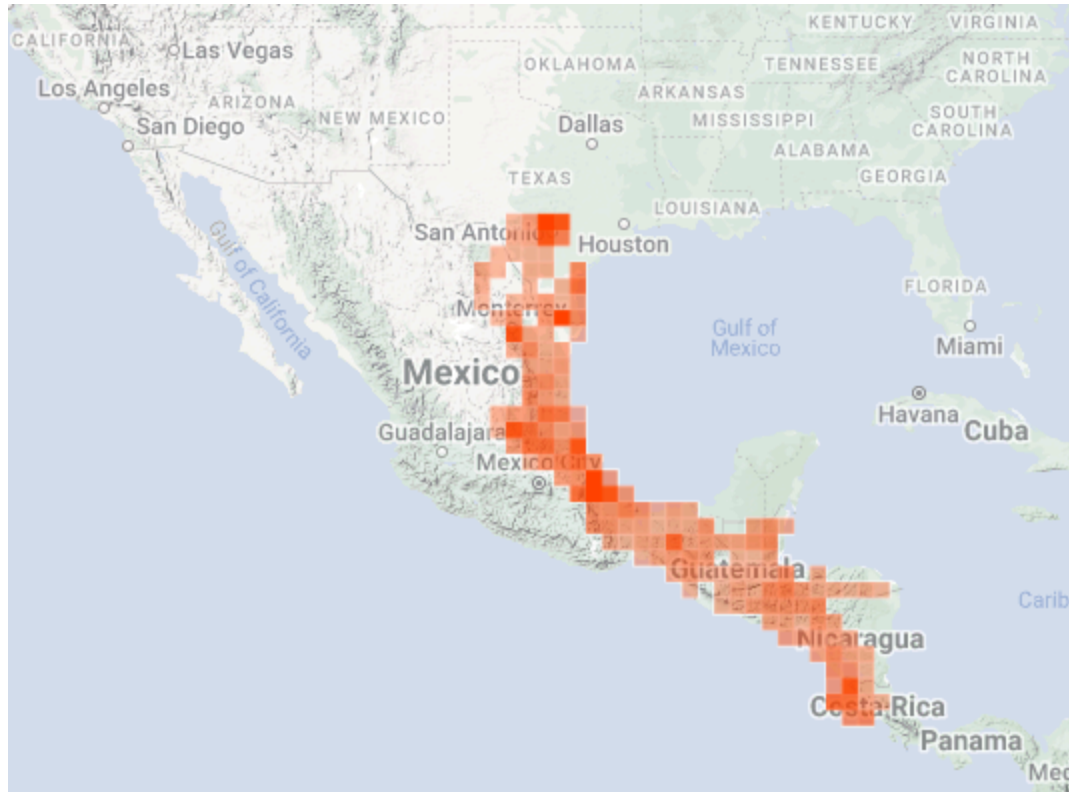 KENTUCKY
VIRGINIA
CALIFORNIA
Las Vegas
OKLAHOMA
TENNESSEE
NORTH
CAROLINA
Los Angeles
ARIZONA
NEW MEXICO
ARKANSAS
MISSISSIPPI
SOUTH
CAROLINA
San Diego
Dallas
ALABAMA
GEORGIA
TEXAS
LOUISIANA
San Antonio
Houston
Gulf of California
FLORIDA
Monterrey
Gulf of
Mexico
Miami
Mexico
Havana
Cuba
Guadalajara
Mexico City
Guatemala
Carib
Nicaragua
Costa Rica
Panama
Med